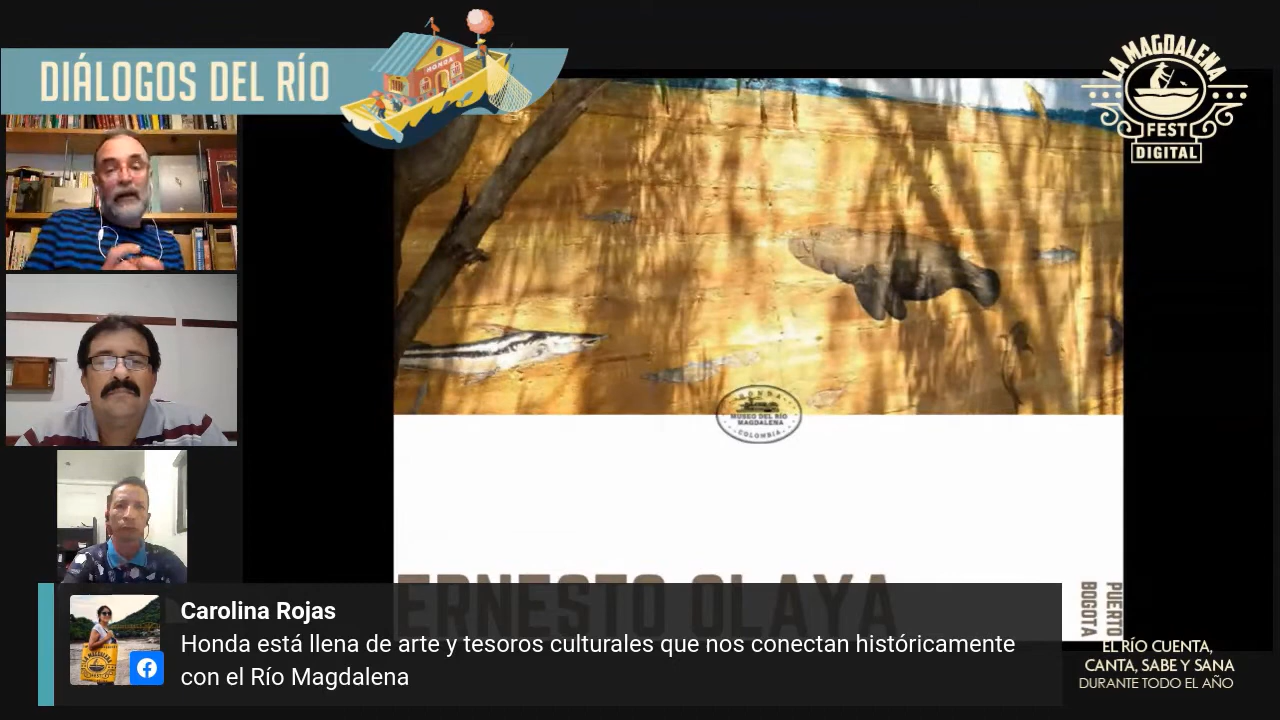 DIÁLOGOS DEL RÍO
HONDA
LA MAGDALENA
FEST
DIGITAL
HONDA
MUSEO DEL RÍO
MAGDALENA
COLOMBIA
ERNESTO OLAYA
PUERTO
BOGOTA
Carolina Rojas
Honda está llena de arte y tesoros culturales que nos conectan históricamente
con el Río Magdalena
EL RÍO CUENTA,
CANTA, SABE Y SANA
DURANTE TODO EL AÑO